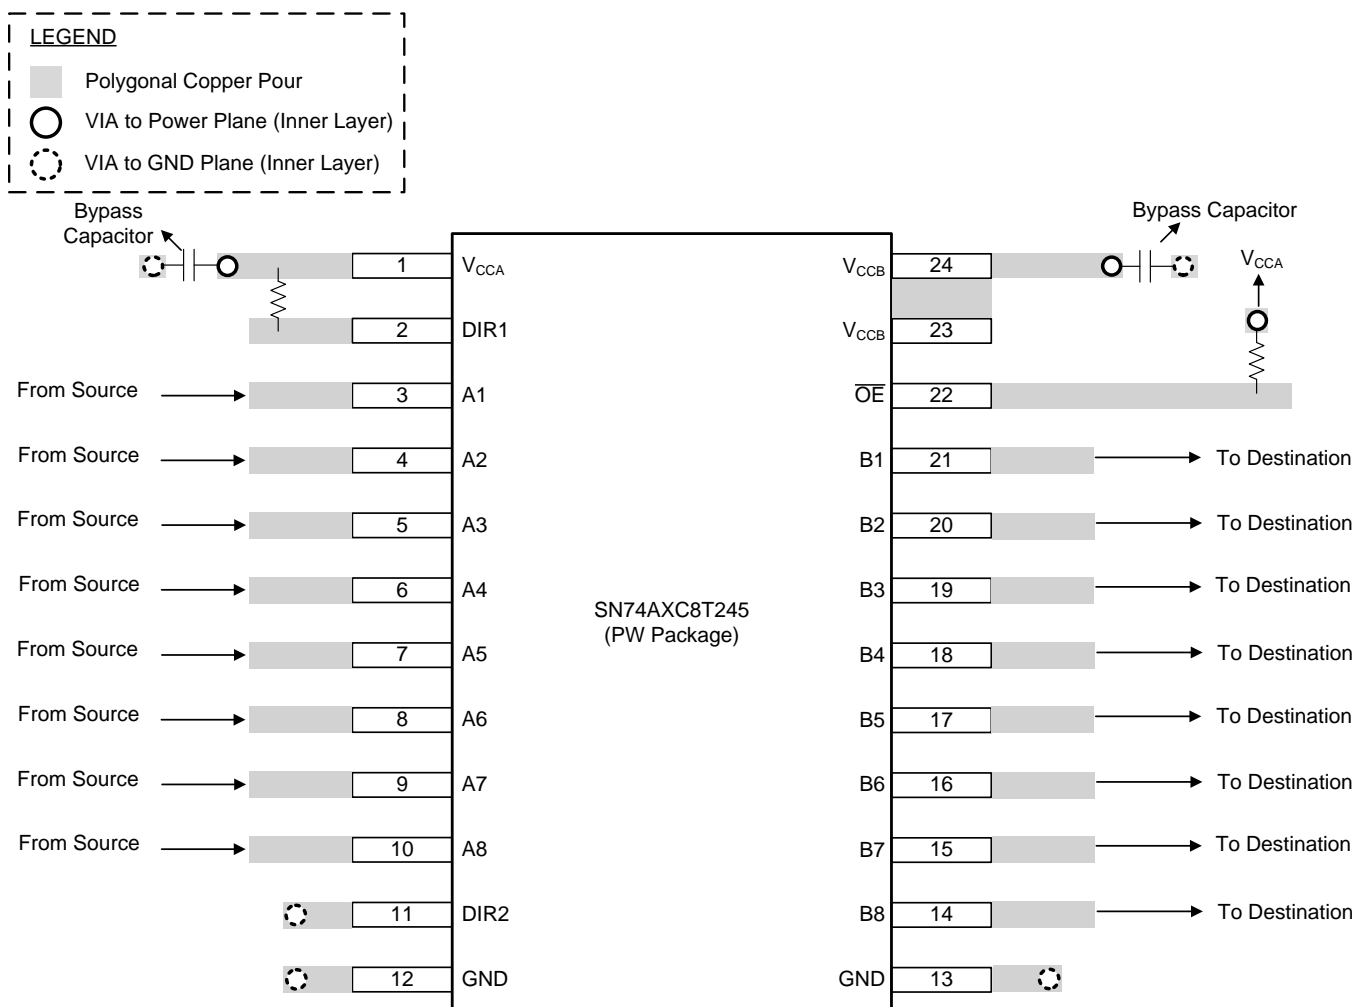 LEGEND
Polygonal Copper Pour
VIA to Power Plane (Inner Layer)
VIA to GND Plane (Inner Layer)
Bypass
Capacitor
Bypass Capacitor
VCCA
1 VCCA
VCCB 24
2 DIR1
VCCB 23
From Source 3 A1
OE 22
From Source 4 A2
B1 21 To Destination
From Source 5 A3
B2 20 To Destination
From Source 6 A4
B3 19 To Destination
SN74AXC8T245
(PW Package)
From Source 7 A5
B4 18 To Destination
From Source 8 A6
B5 17 To Destination
From Source 9 A7
B6 16 To Destination
From Source 10 A8
B7 15 To Destination
11 DIR2
B8 14 To Destination
12 GND
GND 13